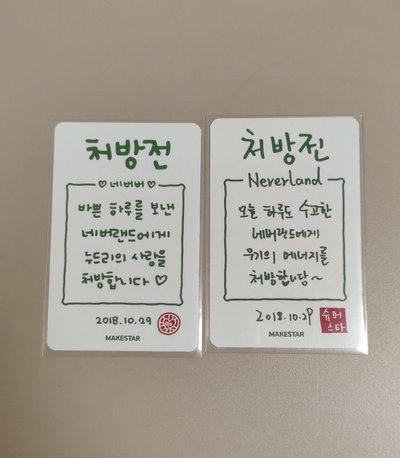 처방전
♡네버버♡
바쁜 하루를 보낸
네버랜드에게
누드리의 사랑을
처방합니다♡
2018.10.29
MAKESTAR
처방전
Neverland
오늘 하루도 수고한
네버랜드에게
우기의 에너지를
처방합니당~
2018.10.29
슈퍼
스타
MAKESTAR